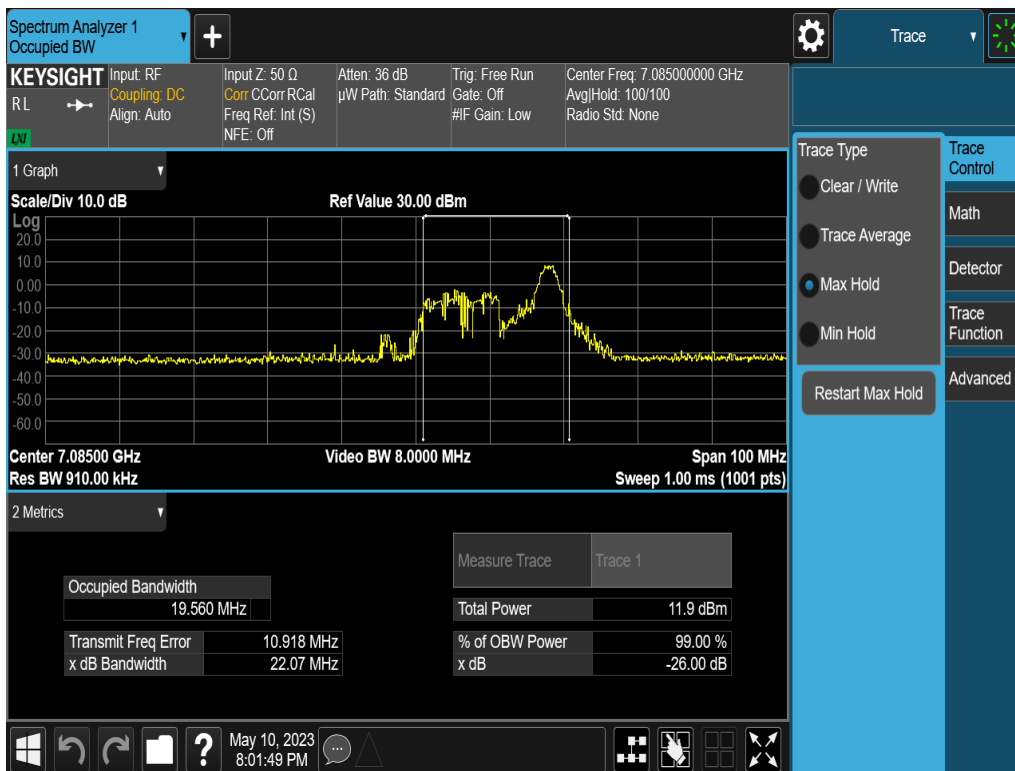 Spectrum Analyzer 1
Occupied BW
Trace
KEYSIGHT
RL
LXI
Input: RF
Coupling: DC
Align: Auto
Input Z: 50 Ω
Corr CCorr RCal
Freq Ref: Int (S)
NFE: Off
Atten: 36 dB
µW Path: Standard
Trig: Free Run
Gate: Off
#IF Gain: Low
Center Freq: 7.085000000 GHz
Avg|Hold: 100/100
Radio Std: None
1 Graph
Scale/Div 10.0 dB
Ref Value 30.00 dBm
Log
20.0
10.0
0.00
-10.0
-20.0
-30.0
-40.0
-50.0
-60.0
Center 7.08500 GHz
Video BW 8.0000 MHz
Span 100 MHz
Res BW 910.00 kHz
Sweep 1.00 ms (1001 pts)
2 Metrics
Measure Trace
Trace 1
Occupied Bandwidth
19.560 MHz
Total Power
11.9 dBm
Transmit Freq Error
10.918 MHz
% of OBW Power
99.00 %
x dB Bandwidth
22.07 MHz
x dB
-26.00 dB
May 10, 2023
8:01:49 PM
Trace Type
Clear / Write
Trace Average
Max Hold
Min Hold
Restart Max Hold
Trace
Control
Math
Detector
Trace
Function
Advanced